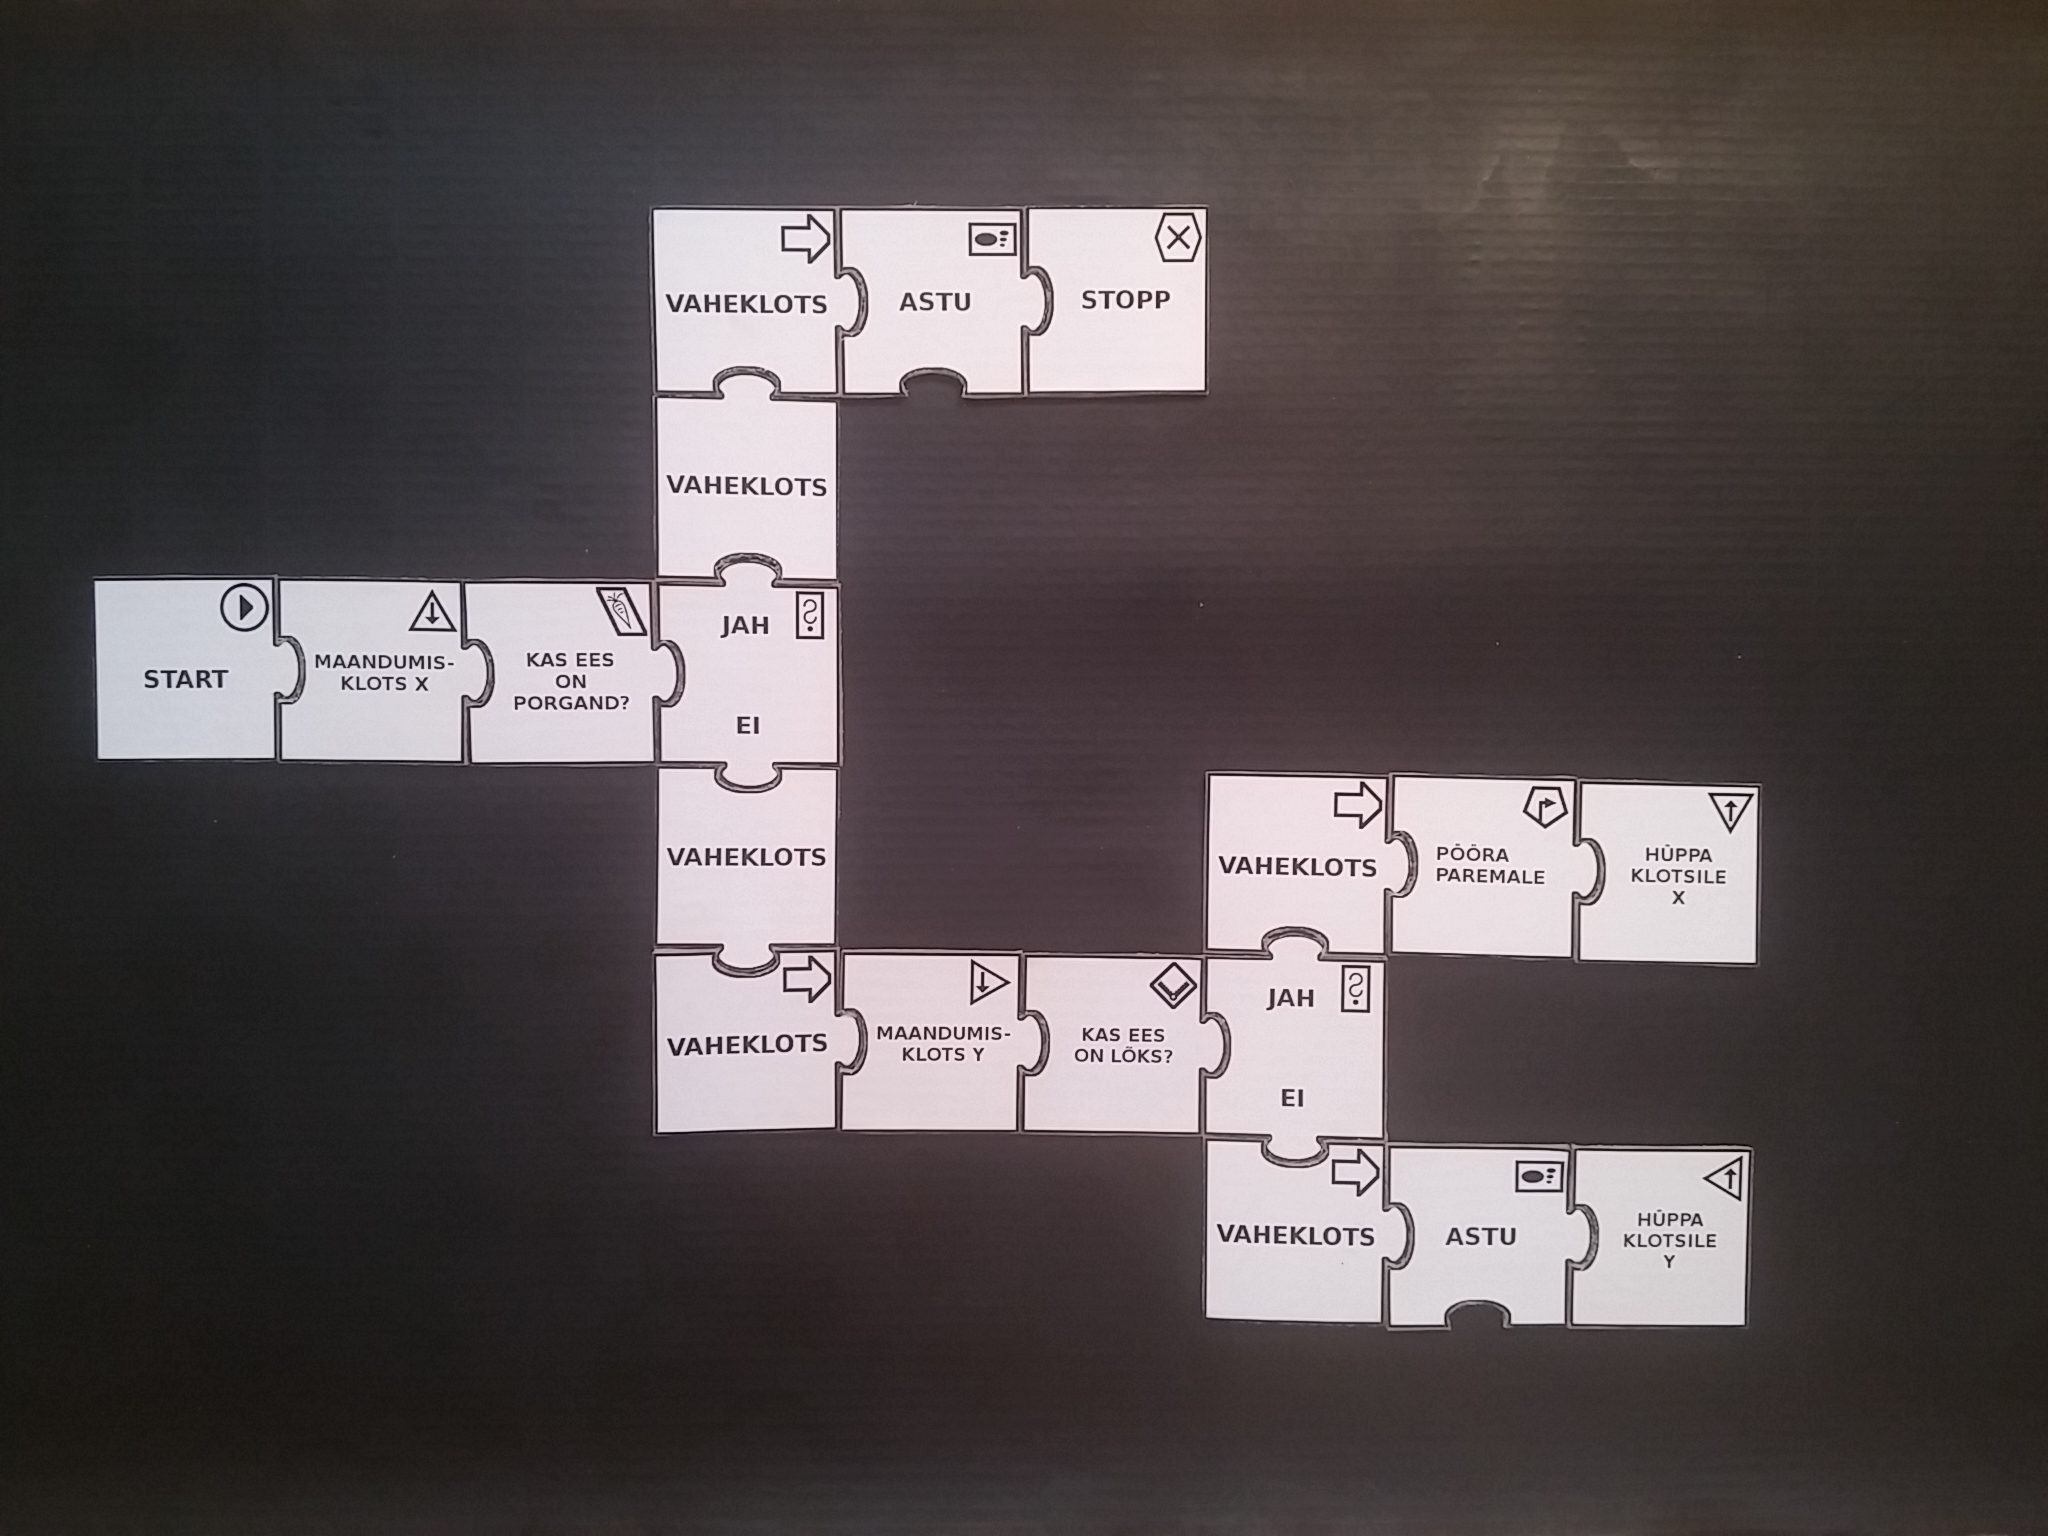 VAHEKLOTS
ASTU
STOPP
VAHEKLOTS
START
MAANDUMIS-
KLOTS X
KAS EES
ON
PORGAND?
JAH
EI
VAHEKLOTS
VAHEKLOTS
MAANDUMIS-
KLOTS Y
KAS EES
ON LÕKS?
JAH
EI
VAHEKLOTS
PÖÖRA
PAREMALE
HÜPPA
KLOTSILE
X
VAHEKLOTS
ASTU
HÜPPA
KLOTSILE
Y